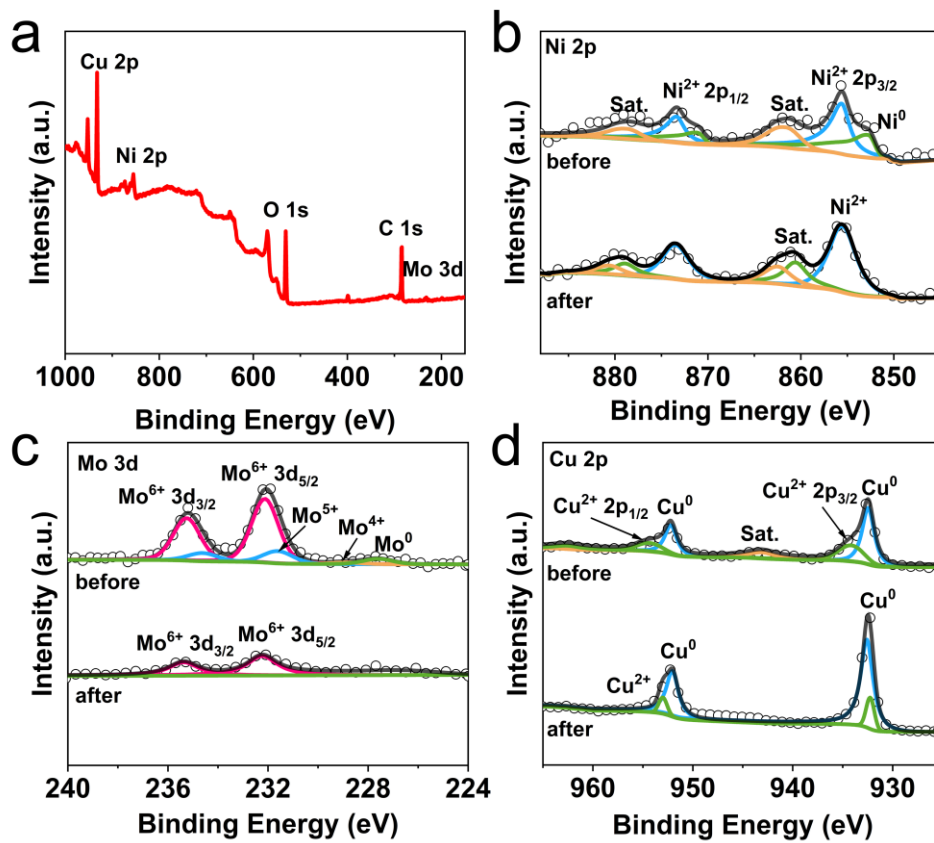 a
Cu 2p
Ni 2p
O 1s
C 1s
Mo 3d
Intensity (a.u.)
1000 800 600 400 200
Binding Energy (eV)
b
Ni 2p
Sat.
Ni²⁺ 2p₁/₂
Sat.
Ni²⁺ 2p₃/₂
Ni⁰
before
Sat.
Ni²⁺
after
Intensity (a.u.)
880 870 860 850
Binding Energy (eV)
c
Mo 3d
Mo⁶⁺ 3d₃/₂
Mo⁶⁺ 3d₅/₂
Mo⁵⁺
Mo⁴⁺
Mo⁰
before
Mo⁶⁺ 3d₃/₂
Mo⁶⁺ 3d₅/₂
after
Intensity (a.u.)
240 236 232 228 224
Binding Energy (eV)
d
Cu 2p
Cu²⁺ 2p₁/₂
Cu⁰
Sat.
Cu²⁺ 2p₃/₂
Cu⁰
before
Cu⁰
Cu²⁺
Cu⁰
after
Intensity (a.u.)
960 950 940 930
Binding Energy (eV)